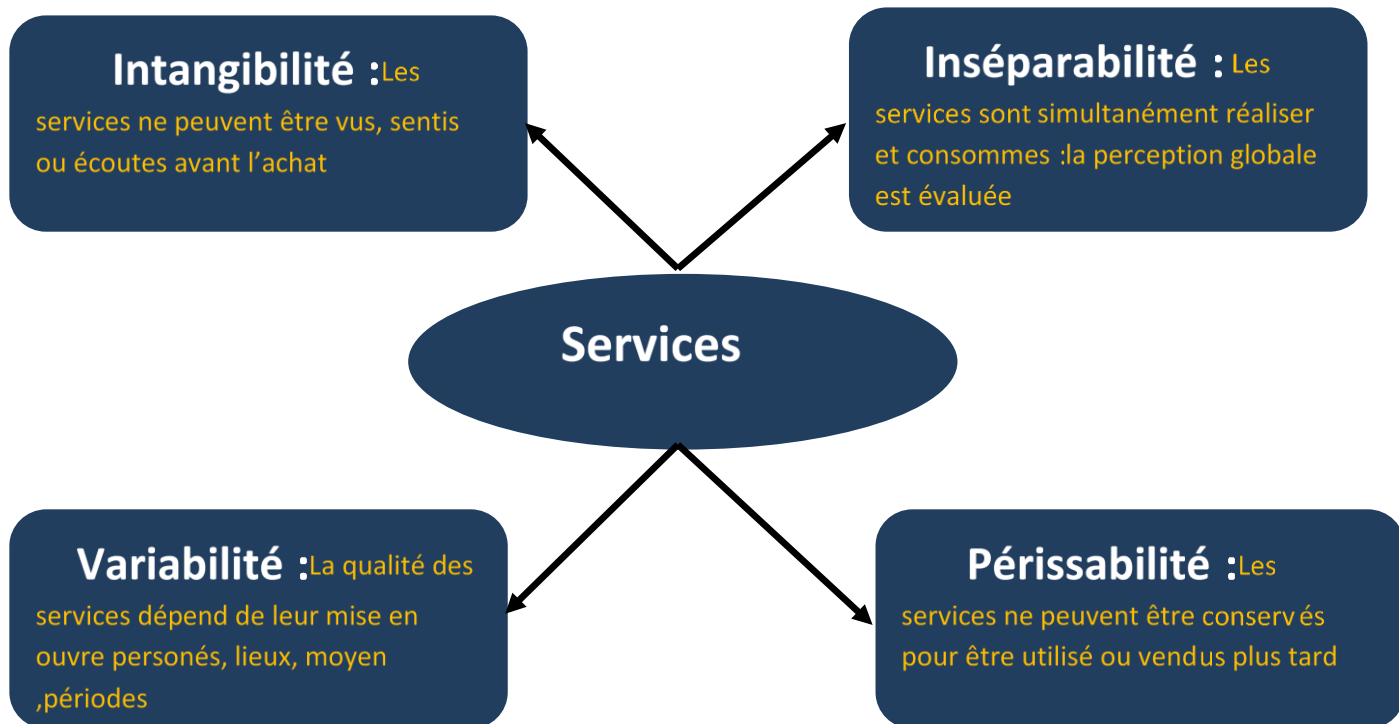 Intangibilité :Les
services ne peuvent être vus, sentis
ou écoutes avant l’achat
Inséparabilité : Les
services sont simultanément réaliser
et consommes :la perception globale
est évaluée
Services
Variabilité :La qualité des
services dépend de leur mise en
ouvre personés, lieux, moyen
,périodes
Périssabilité :Les
services ne peuvent être conservés
pour être utilisé ou vendus plus tard